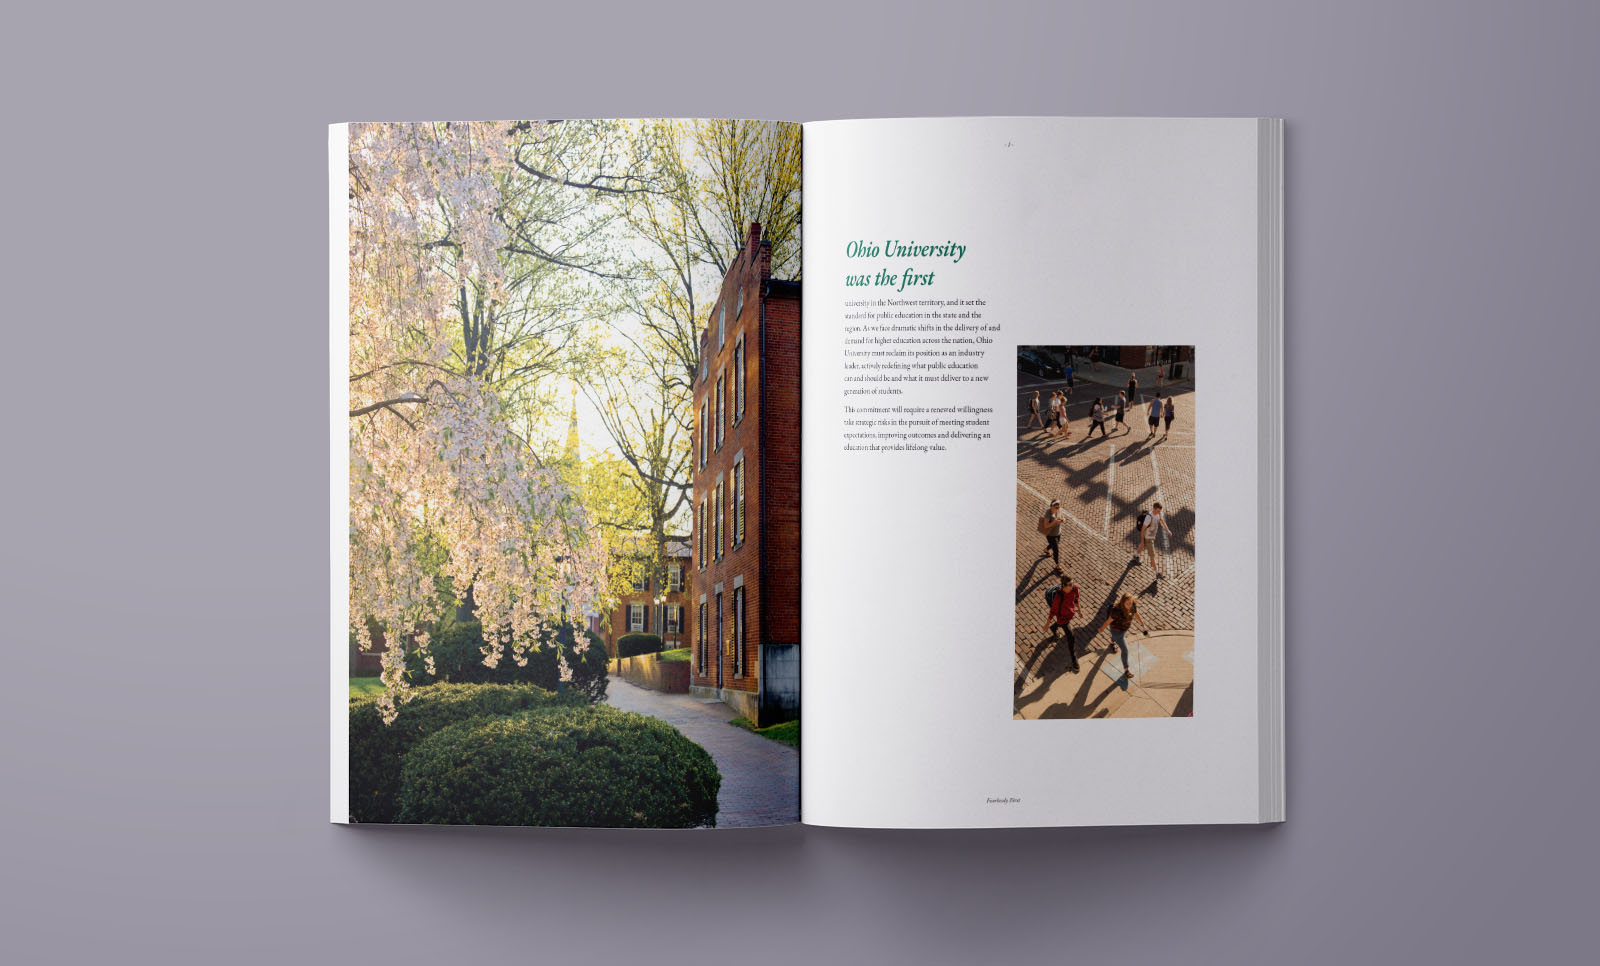 - 1 -
Ohio University
was the first
university in the Northwest territory, and it set the
standard for public education in the state and the
region. As we face dramatic shifts in the delivery of and
demand for higher education across the nation, Ohio
University must reclaim its position as an industry
leader, actively redefining what public education
can and should be and what it must deliver to a new
generation of students.
This commitment will require a renewed willingness
take strategic risks in the pursuit of meeting student
expectations, improving outcomes and delivering an
education that provides lifelong value.
Fearlessly First